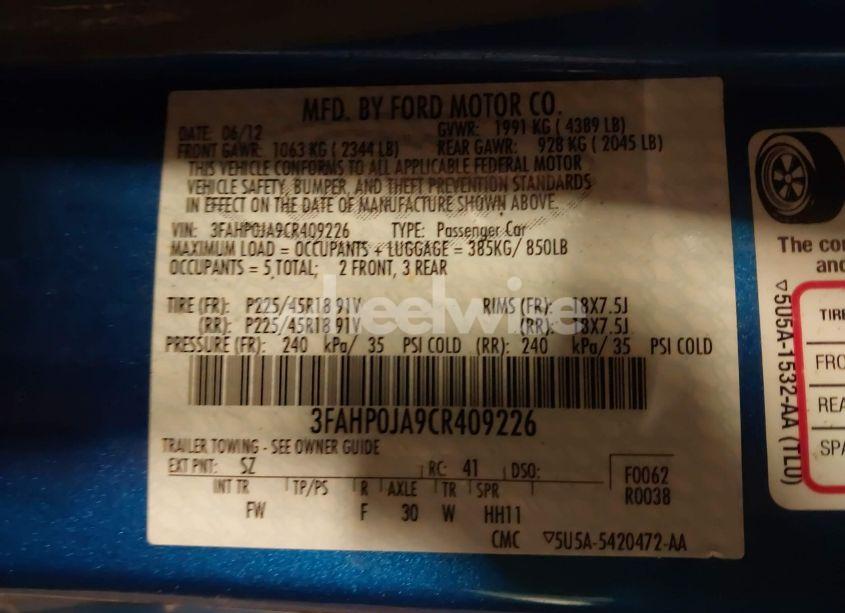 MFD. BY FORD MOTOR CO.
DATE: 06/12 GVWR: 1991 KG ( 4389 LB)
FRONT GAWR: 1063 KG ( 2344 LB) REAR GAWR: 928 KG ( 2045 LB)
THIS VEHICLE CONFORMS TO ALL APPLICABLE FEDERAL MOTOR
VEHICLE SAFETY, BUMPER, AND THEFT PREVENTION STANDARDS
IN EFFECT ON THE DATE OF MANUFACTURE SHOWN ABOVE.
VIN: 3FAHP0JA9CR409226 TYPE: Passenger Car
MAXIMUM LOAD = OCCUPANTS + LUGGAGE = 385KG/ 850LB
OCCUPANTS = 5 TOTAL; 2 FRONT, 3 REAR
TIRE (FR): P225/45R18 91V RIMS (FR): 18X7.5J
(RR): P225/45R18 91V (RR): 18X7.5J
PRESSURE (FR): 240 kPa/ 35 PSI COLD (RR): 240 kPa/ 35 PSI COLD
3FAHP0JA9CR409226
TRAILER TOWING - SEE OWNER GUIDE
EXT PNT: SZ RC: 41 DSO:
F0062
R0038
INT TR TP/PS R AXLE TR SPR
FW F 30 W HH11
CMC ▽5U5A-5420472-AA
The co
and
▽5U5A-1532-AA (TLU)
TIRE
FRO
REA
SPA